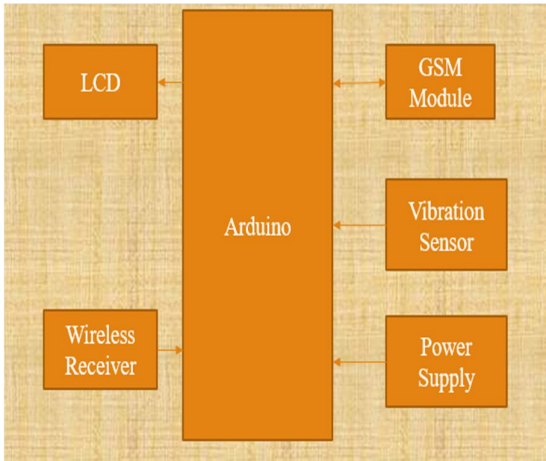 LCD
GSM
Module
Arduino
Vibration
Sensor
Wireless
Receiver
Power
Supply